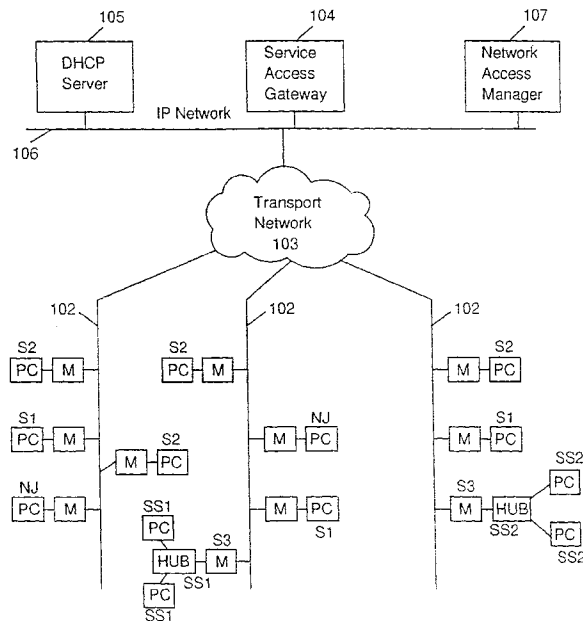 105
104
107
DHCP
Server
Service
Access
Gateway
Network
Access
Manager
IP Network
106
Transport
Network
103
102
102
102
S2
PC
M
S2
PC
M
S2
M
PC
S1
PC
M
NJ
M
PC
S1
M
PC
S2
M
PC
NJ
PC
M
M
PC
S1
SS1
PC
S3
HUB
M
SS1
PC
SS1
SS2
PC
S3
M
HUB
SS2
PC
SS2